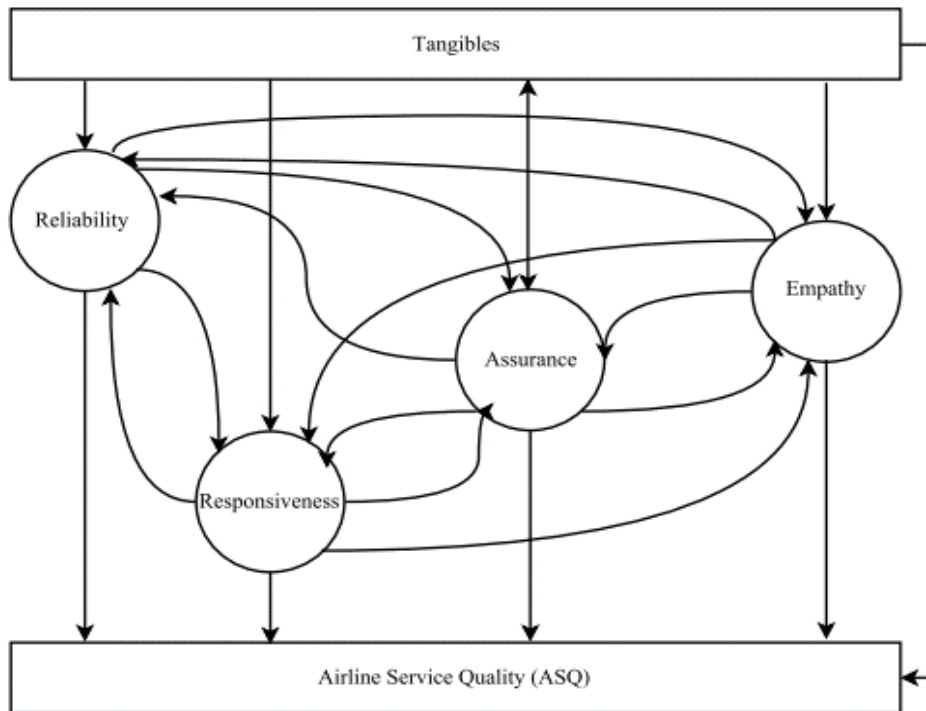 Tangibles
Reliability
Empathy
Assurance
Responsiveness
Airline Service Quality (ASQ)